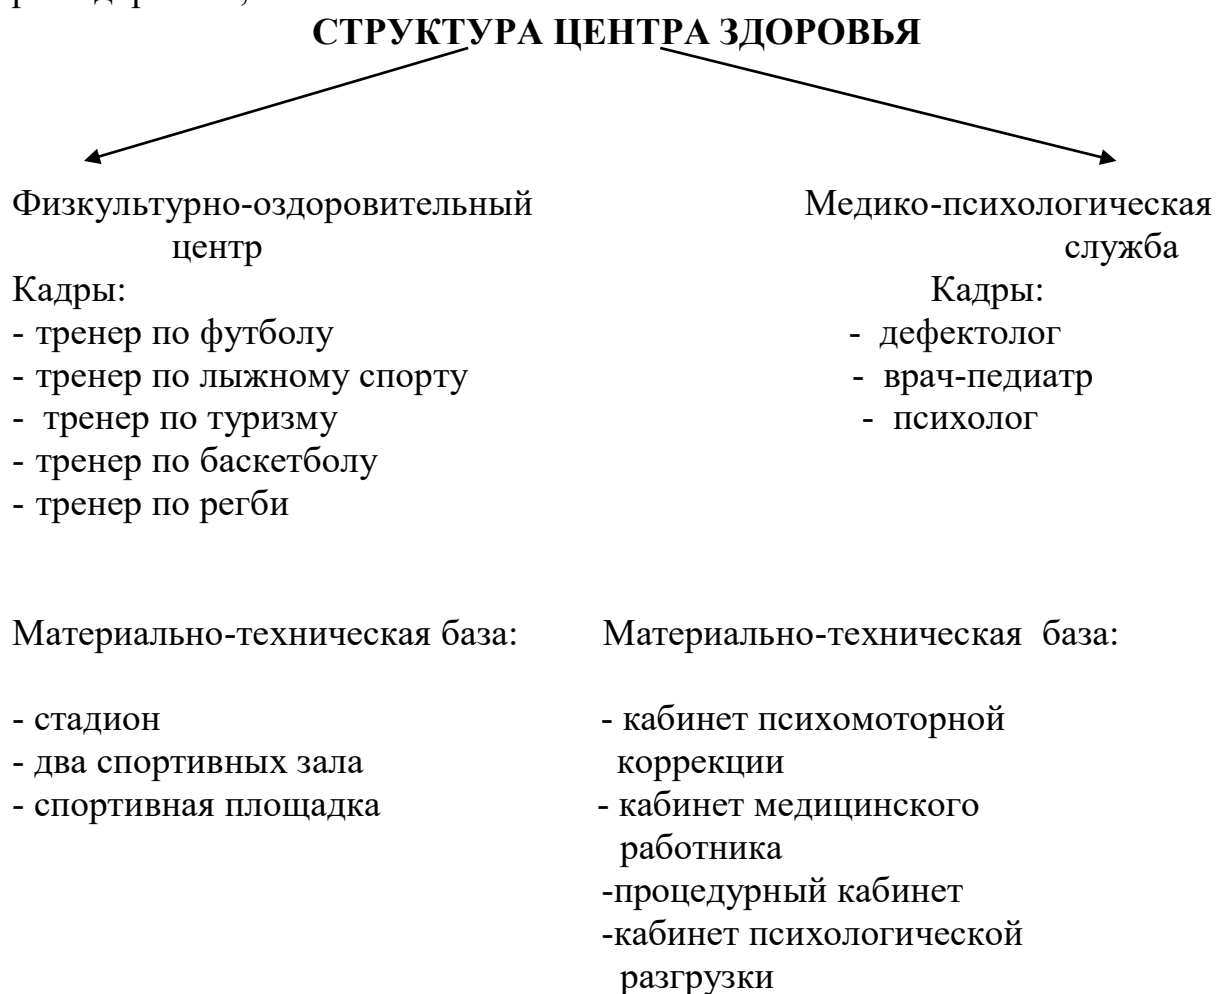 СТРУКТУРА ЦЕНТРА ЗДОРОВЬЯ
Физкультурно-оздоровительный
центр
Кадры:
- тренер по футболу
- тренер по лыжному спорту
- тренер по туризму
- тренер по баскетболу
- тренер по регби
Медико-психологическая
служба
Кадры:
- дефектолог
- врач-педиатр
- психолог
Материально-техническая база:
- стадион
- два спортивных зала
- спортивная площадка
Материально-техническая база:
- кабинет психомоторной
коррекции
- кабинет медицинского
работника
-процедурный кабинет
-кабинет психологической
разгрузки